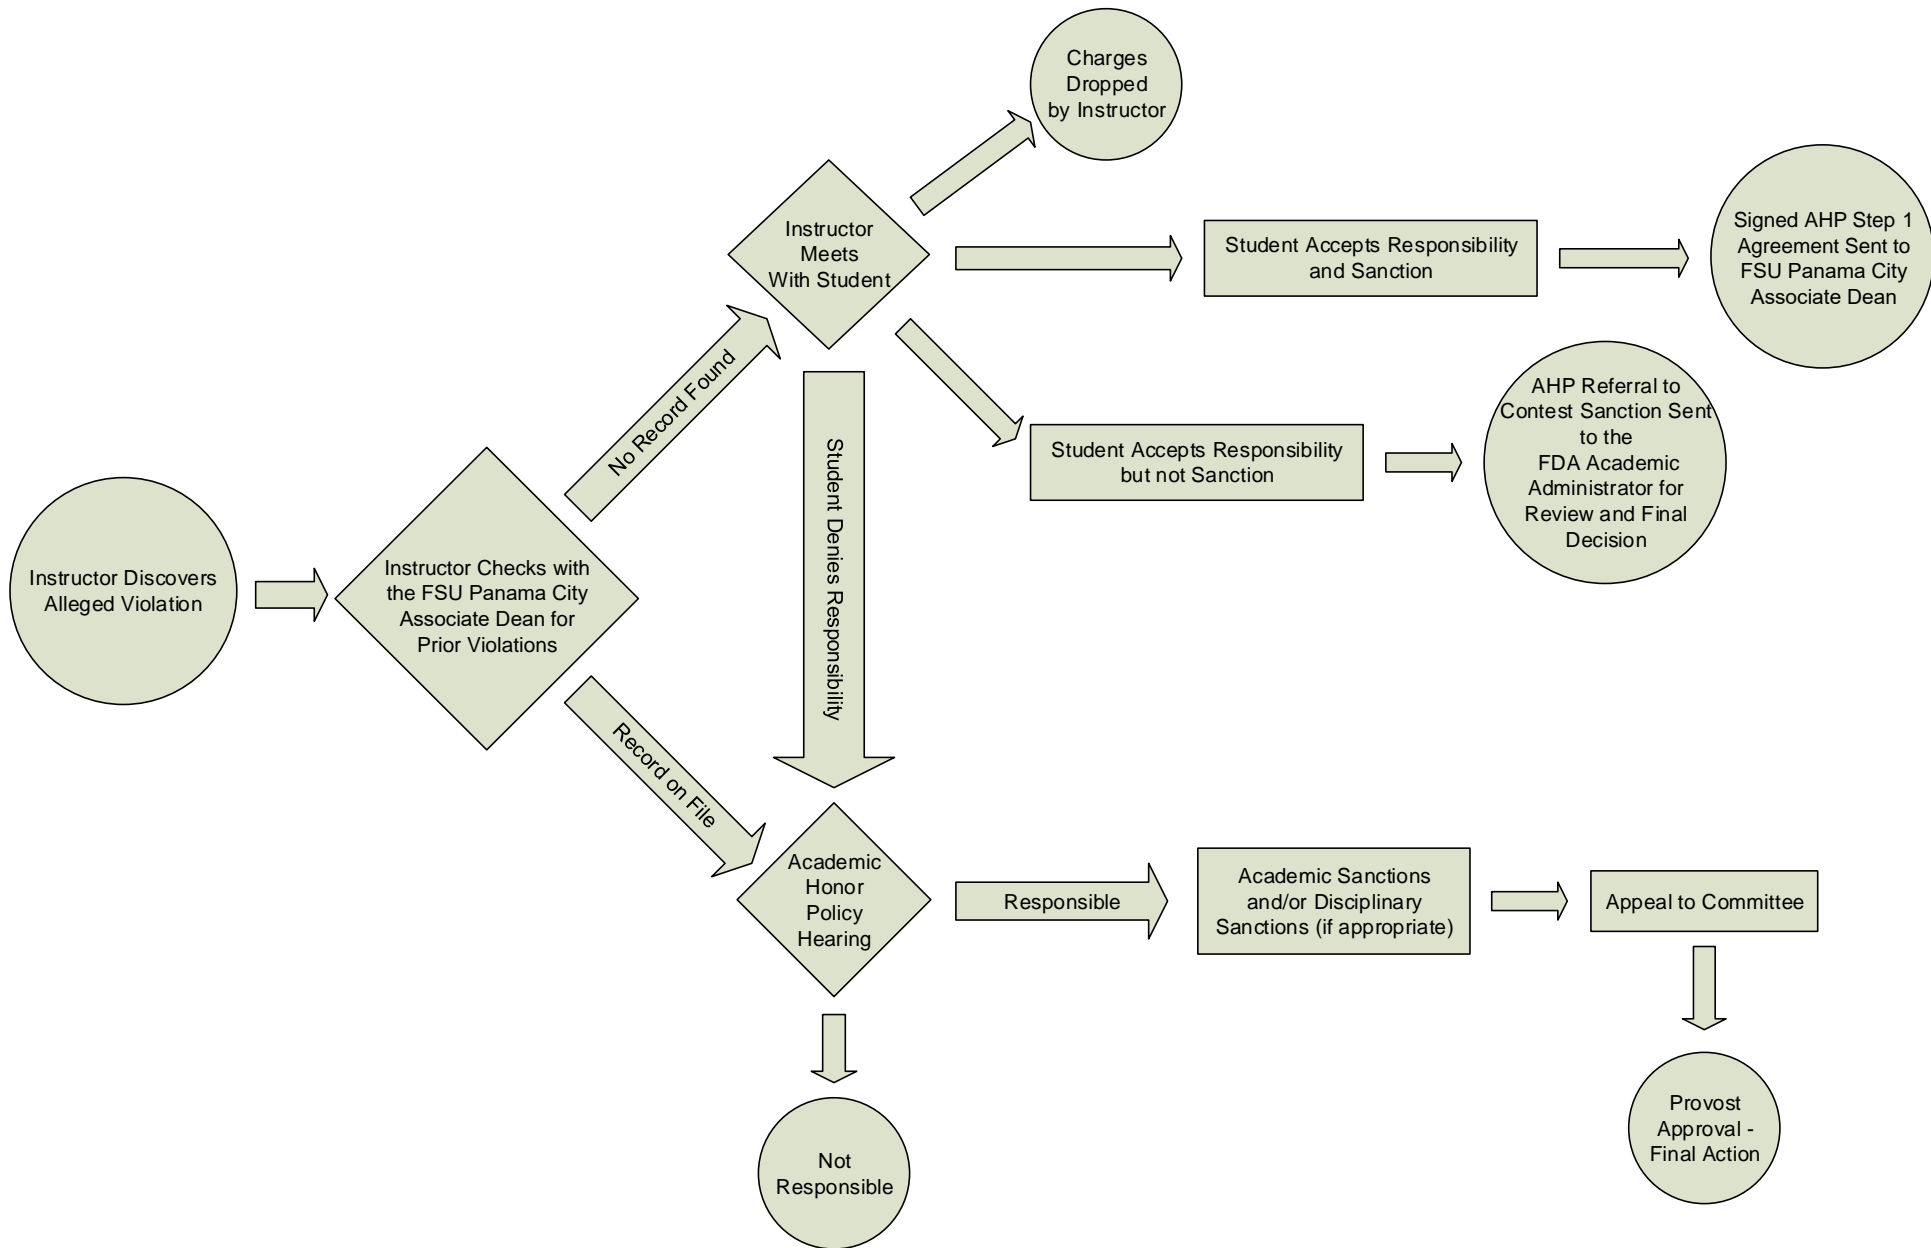 Charges
Dropped
by Instructor
Instructor
Meets
With Student
Student Accepts Responsibility
and Sanction
Signed AHP Step 1
Agreement Sent to
FSU Panama City
Associate Dean
No Record Found
Student Denies Responsibility
Student Accepts Responsibility
but not Sanction
AHP Referral to
Contest Sanction Sent
to the
FDA Academic
Administrator for
Review and Final
Decision
Instructor Discovers
Alleged Violation
Instructor Checks with
the FSU Panama City
Associate Dean for
Prior Violations
Record on File
Academic
Honor
Policy
Hearing
Responsible
Academic Sanctions
and/or Disciplinary
Sanctions (if appropriate)
Appeal to Committee
Not
Responsible
Provost
Approval -
Final Action